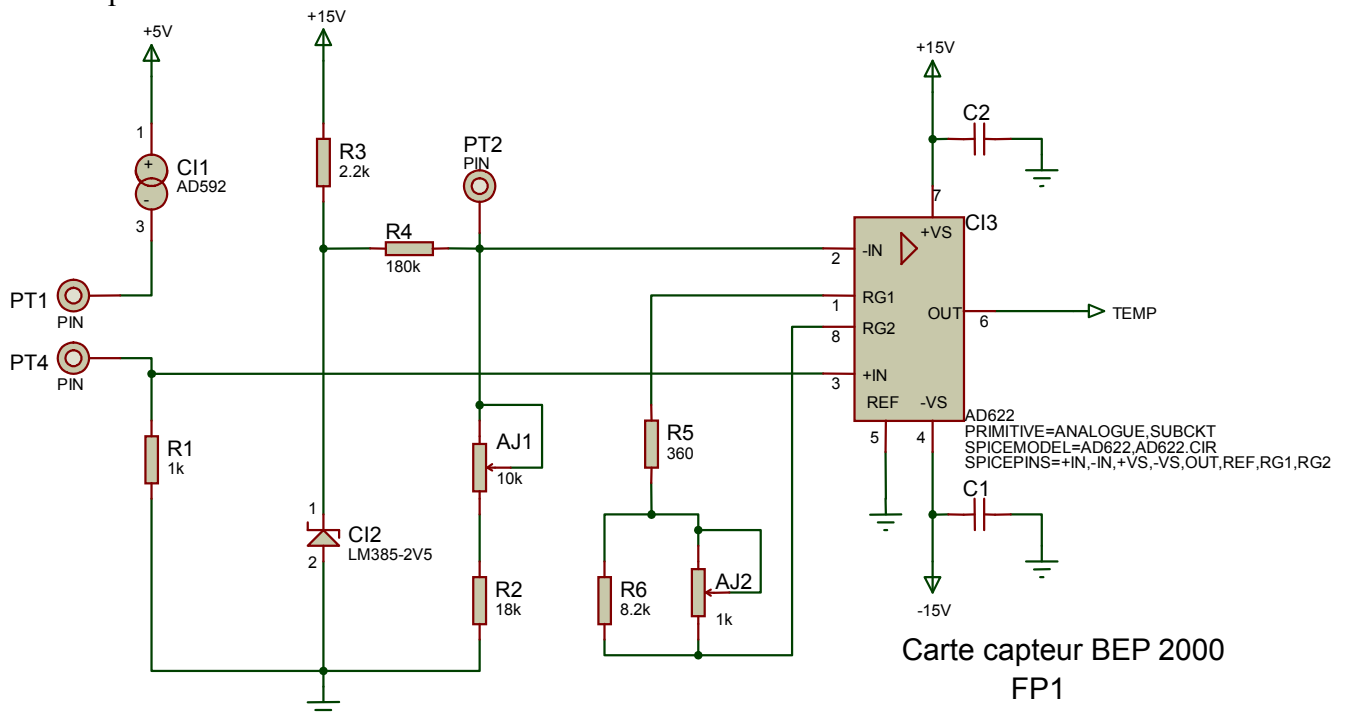 +5V
1
+
-
CI1
AD592
3
PT1
PIN
PT4
PIN
R1
1k
+15V
R3
2.2k
R4
180k
PT2
PIN
1
CI2
LM385-2V5
2
AJ1
10k
R2
18k
R5
360
R6
8.2k
AJ2
1k
+15V
C2
7
CI3
+VS
2
-IN
1
RG1
8
RG2
3
+IN
OUT
6
TEMP
REF
-VS
5
4
AD622
PRIMITIVE=ANALOGUE,SUBCKT
SPICEMODEL=AD622,AD622.CIR
SPICEPINS=+IN,-IN,+VS,-VS,OUT,REF,RG1,RG2
C1
-15V
Carte capteur BEP 2000
FP1